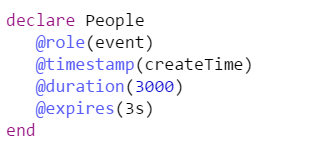 declare People
@role(event)
@timestamp(createTime)
@duration(3000)
@expires(3s)
end